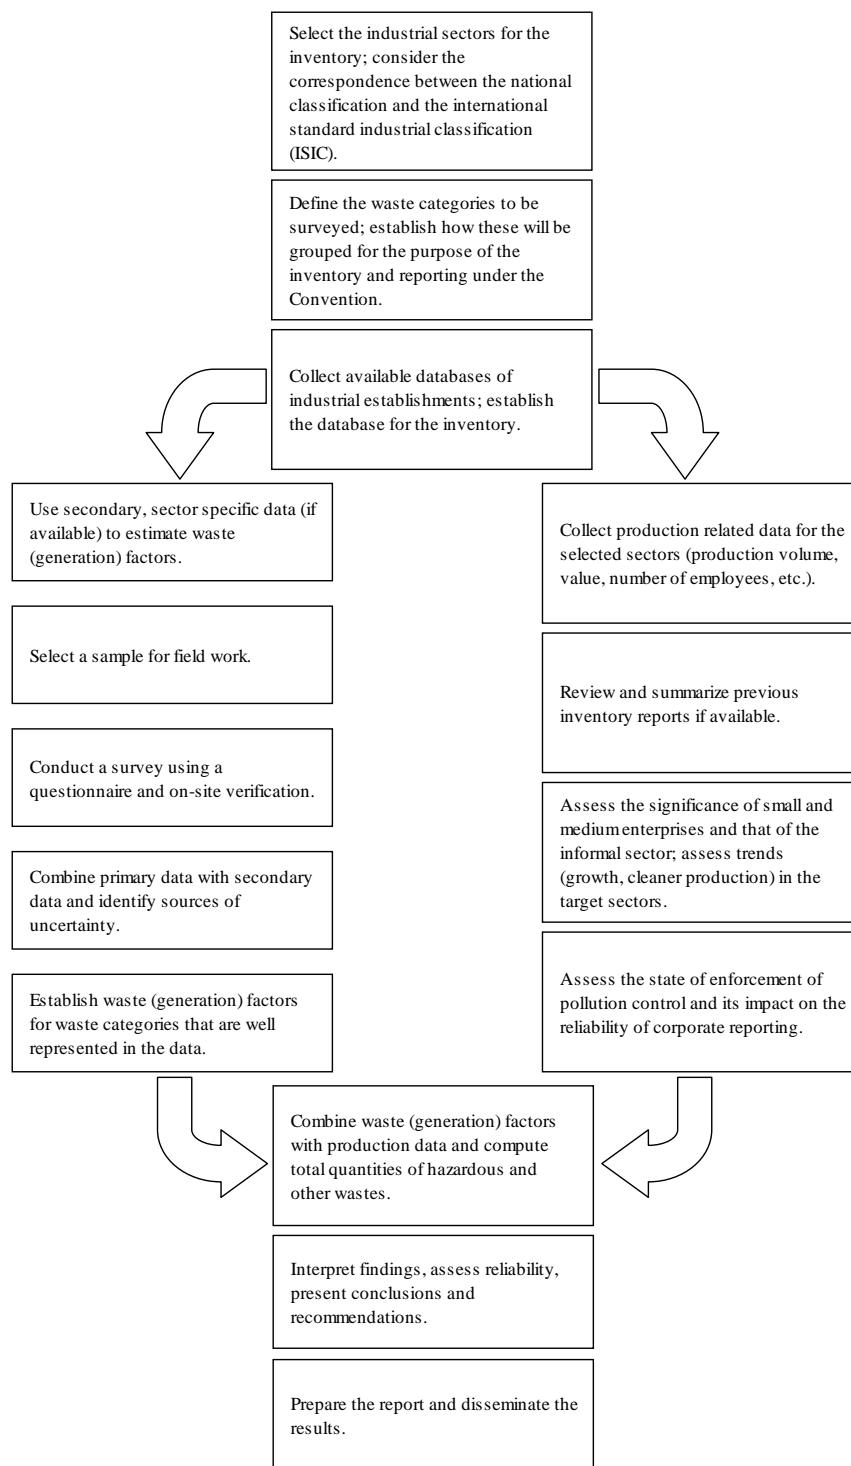 Select the industrial sectors for the
inventory; consider the
correspondence between the national
classification and the international
standard industrial classification
(ISIC).
Define the waste categories to be
surveyed; establish how these will be
grouped for the purpose of the
inventory and reporting under the
Convention.
Collect available databases of
industrial establishments; establish
the database for the inventory.
Use secondary, sector specific data (if
available) to estimate waste
(generation) factors.
Select a sample for field work.
Conduct a survey using a
questionnaire and on-site verification.
Combine primary data with secondary
data and identify sources of
uncertainty.
Establish waste (generation) factors
for waste categories that are well
represented in the data.
Collect production related data for the
selected sectors (production volume,
value, number of employees, etc.).
Review and summarize previous
inventory reports if available.
Assess the significance of small and
medium enterprises and that of the
informal sector; assess trends
(growth, cleaner production) in the
target sectors.
Assess the state of enforcement of
pollution control and its impact on the
reliability of corporate reporting.
Combine waste (generation) factors
with production data and compute
total quantities of hazardous and
other wastes.
Interpret findings, assess reliability,
present conclusions and
recommendations.
Prepare the report and disseminate the
results.